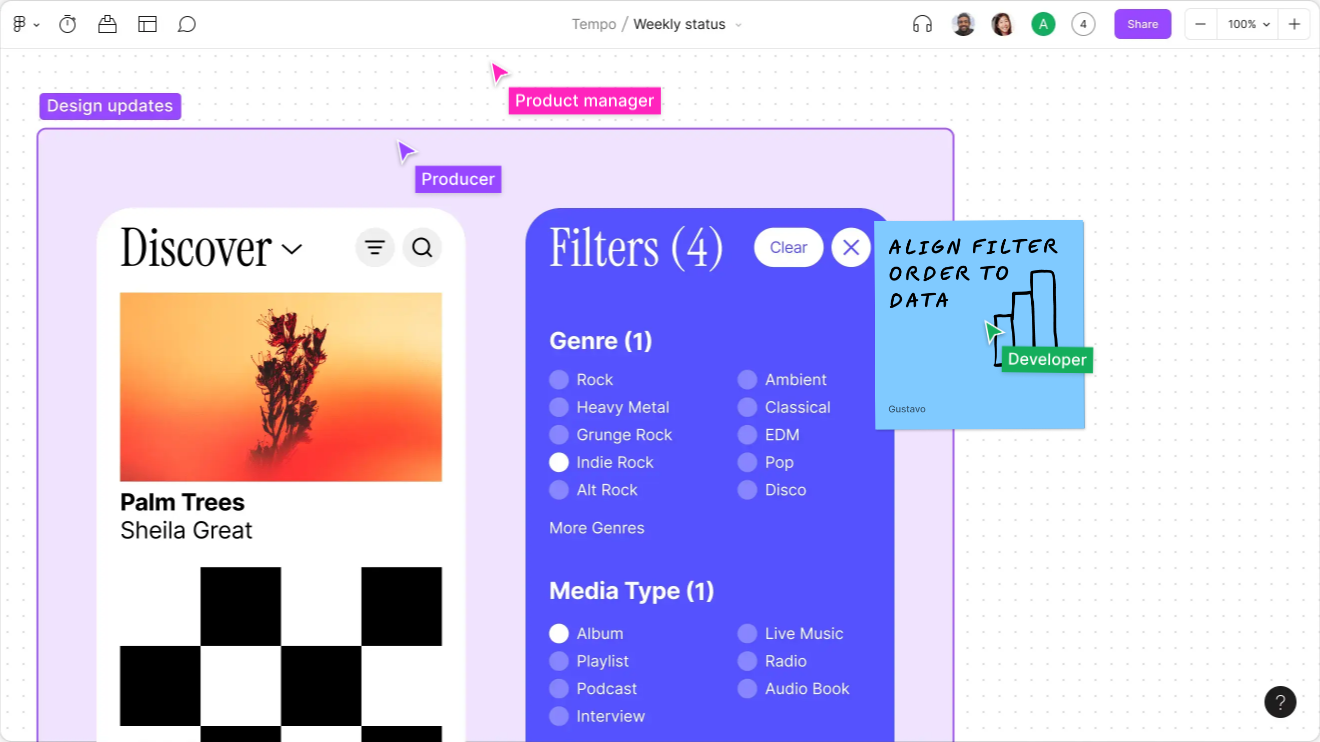 Tempo / Weekly status
A
4
Share
100%
Design updates
Product manager
Producer
Discover
Filters (4)
Clear
ALIGN FILTER
ORDER TO
DATA
Developer
Gustavo
Palm Trees
Sheila Great
Genre (1)
Rock
Heavy Metal
Grunge Rock
Indie Rock
Alt Rock
Ambient
Classical
EDM
Pop
Disco
More Genres
Media Type (1)
Album
Playlist
Podcast
Interview
Live Music
Radio
Audio Book
?